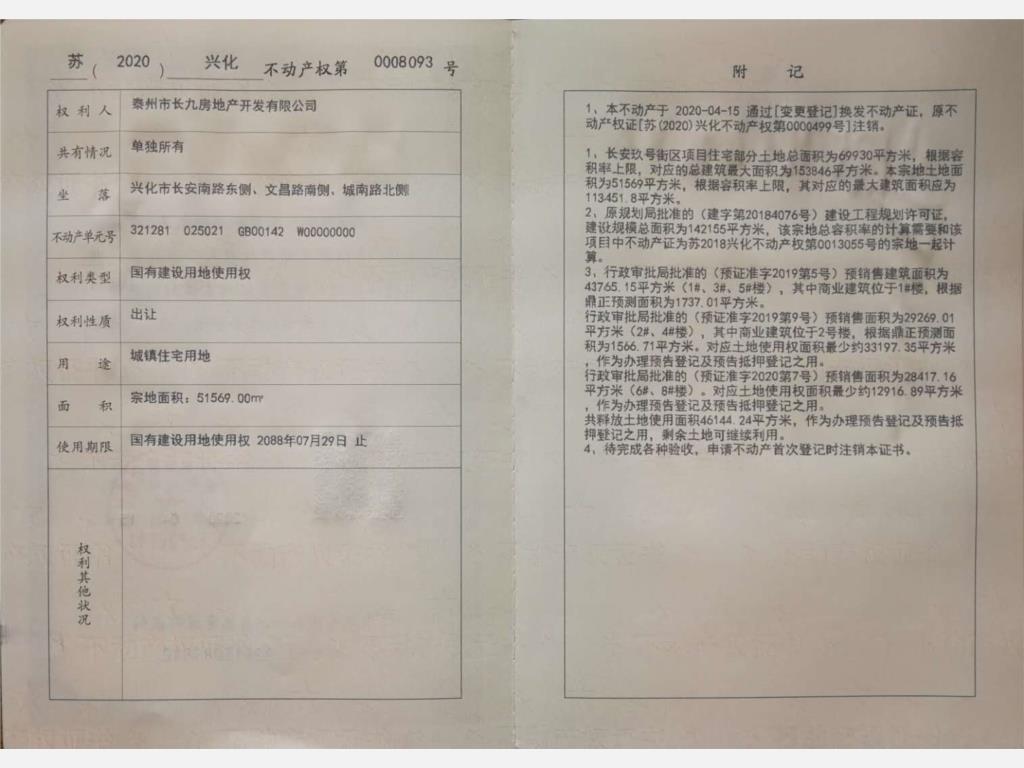 苏(2020)兴化不动产权第0008093号
权利人 泰州市长九房地产开发有限公司
共有情况 单独所有
坐落 兴化市长安南路东侧、文昌路南侧、城南路北侧
不动产单元号 321281 025021 GB00142 W00000000
权利类型 国有建设用地使用权
权利性质 出让
用途 城镇住宅用地
面积 宗地面积：51569.00㎡
使用期限 国有建设用地使用权 2088年07月29日 止
权利其他状况
附记
1、本不动产于 2020-04-15 通过[变更登记]换发不动产证，原不
动产权证[苏(2020)兴化不动产权第0000499号]注销。
1、长安玖号街区项目住宅部分土地总面积为69930平方米，根据容
积率上限，对应的总建筑最大面积为153846平方米。本宗地土地面
积为51569平方米，根据容积率上限，其对应的最大建筑面积应为
113451.8平方米。
2、原规划局批准的（建字第20184076号）建设工程规划许可证，
建设规模总面积为142155平方米，该宗地总容积率的计算需要和该
项目中不动产证为苏2018兴化不动产权第0013055号的宗地一起计
算。
3、行政审批局批准的（预证准字2019第5号）预销售建筑面积为
43765.15平方米（1#、3#、5#楼），其中商业建筑位于1#楼，根据
鼎正预测面积为1737.01平方米。
行政审批局批准的（预证准字2019第9号）预销售面积为29269.01
平方米（2#、4#楼），其中商业建筑位于2号楼，根据鼎正预测面
积为1566.71平方米。对应土地使用权面积最少约33197.35平方米
，作为办理预告登记及预告抵押登记之用。
行政审批局批准的（预证准字2020第7号）预销售面积为28417.16
平方米（6#、8#楼）。对应土地使用权面积最少约12916.89平方米
，作为办理预告登记及预告抵押登记之用。
共释放土地使用面积46144.24平方米，作为办理预告登记及预告抵
押登记之用，剩余土地可继续利用。
4、待完成各种验收，申请不动产首次登记时注销本证书。